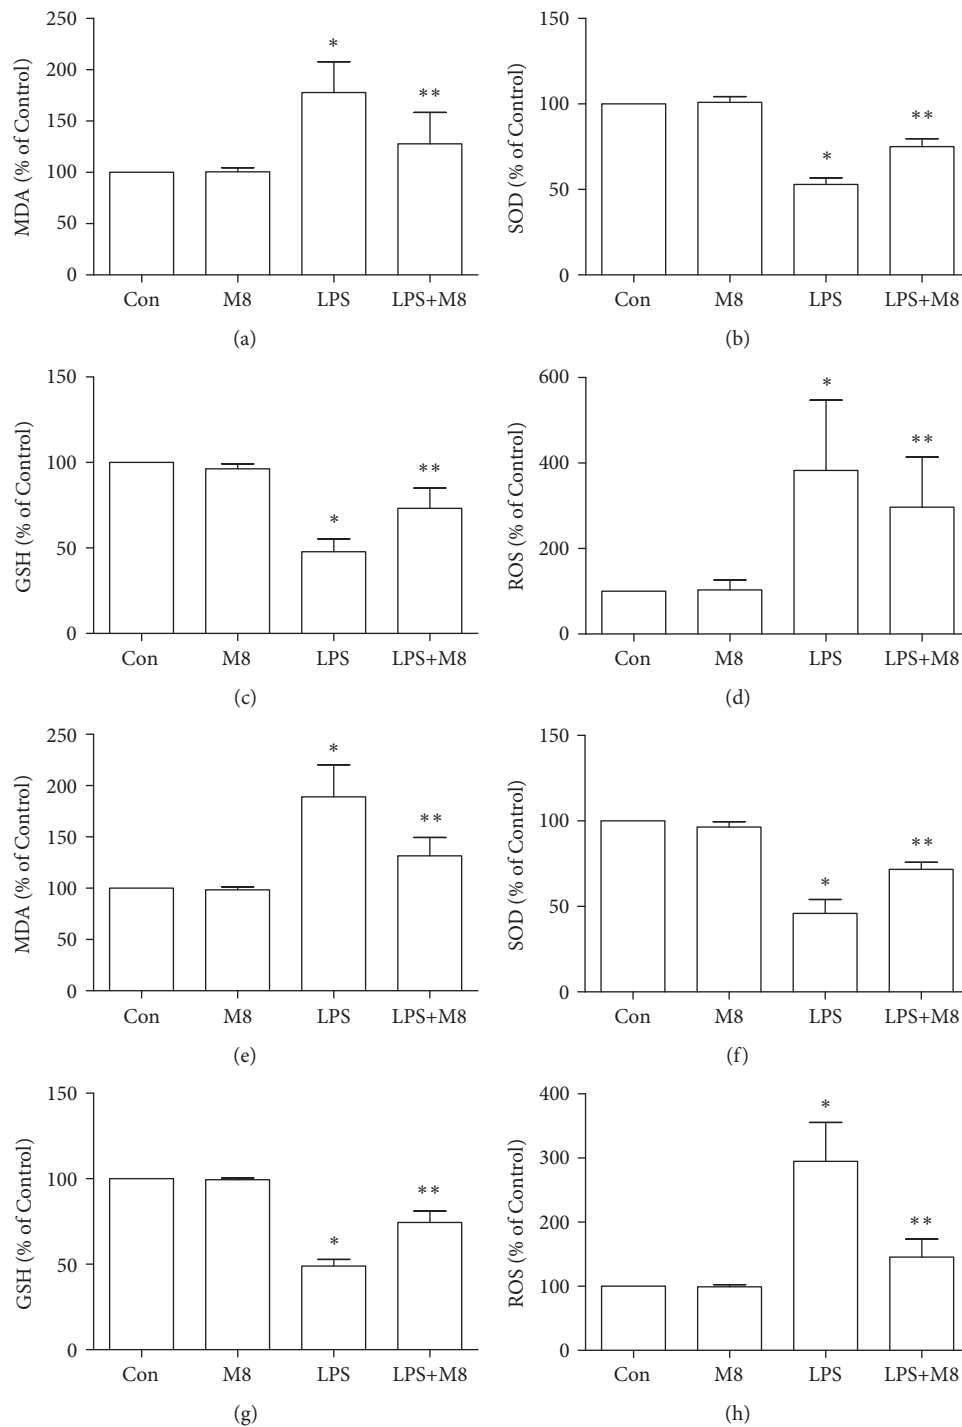 MDA (% of Control)
250
200
150
100
50
0
*
**
Con M8 LPS LPS+M8
(a)
SOD (% of Control)
150
100
50
0
*
**
Con M8 LPS LPS+M8
(b)
GSH (% of Control)
150
100
50
0
*
**
Con M8 LPS LPS+M8
(c)
ROS (% of Control)
600
400
200
0
*
**
Con M8 LPS LPS+M8
(d)
MDA (% of Control)
250
200
150
100
50
0
*
**
Con M8 LPS LPS+M8
(e)
SOD (% of Control)
150
100
50
0
*
**
Con M8 LPS LPS+M8
(f)
GSH (% of Control)
150
100
50
0
*
**
Con M8 LPS LPS+M8
(g)
ROS (% of Control)
400
300
200
100
0
*
**
Con M8 LPS LPS+M8
(h)